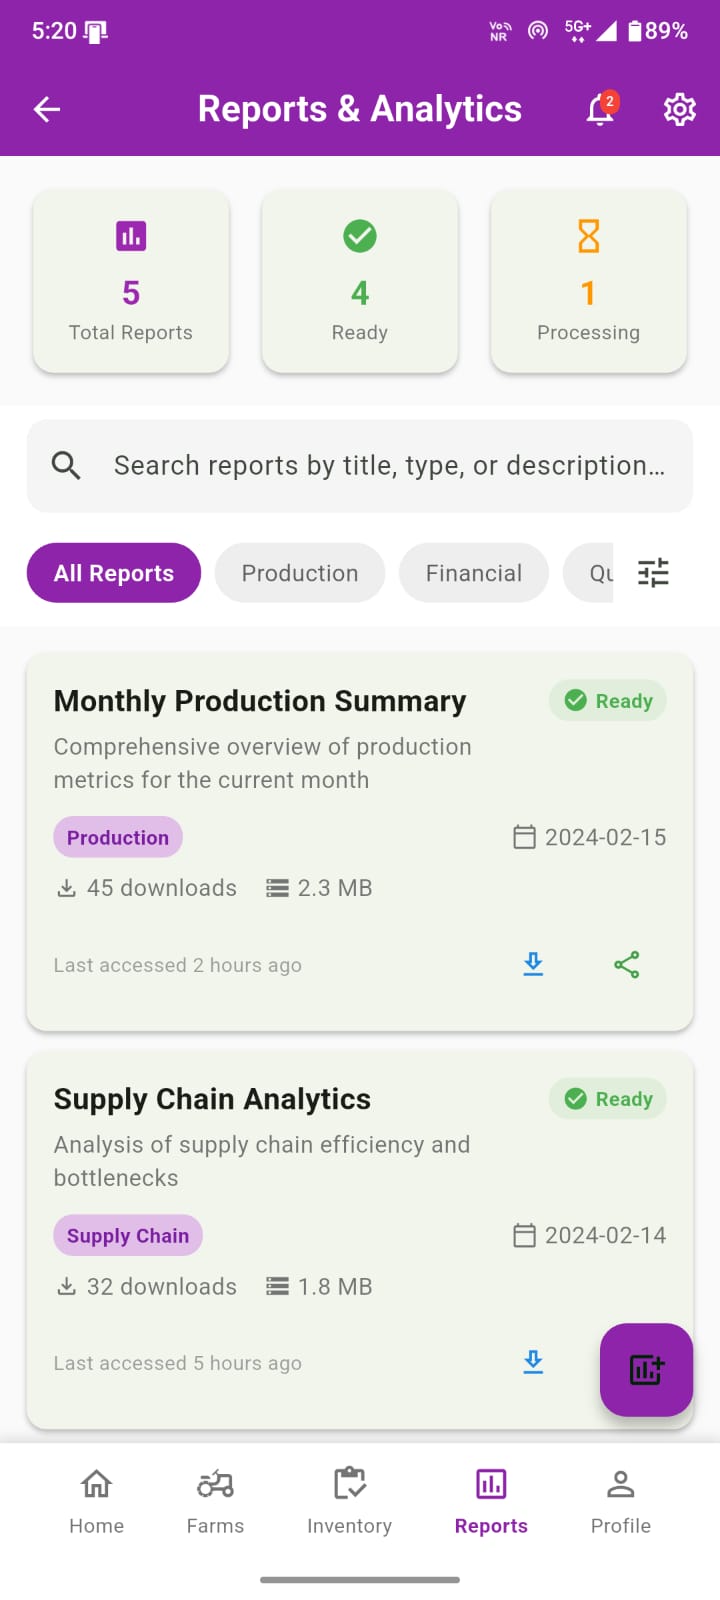 5:20 Vo NR 5G+ 89%
Reports & Analytics 2
5 4 1
Total Reports Ready Processing
Search reports by title, type, or description...
All Reports Production Financial Qu
Monthly Production Summary Ready
Comprehensive overview of production
metrics for the current month
Production 2024-02-15
45 downloads 2.3 MB
Last accessed 2 hours ago
Supply Chain Analytics Ready
Analysis of supply chain efficiency and
bottlenecks
Supply Chain 2024-02-14
32 downloads 1.8 MB
Last accessed 5 hours ago
Home Farms Inventory Reports Profile